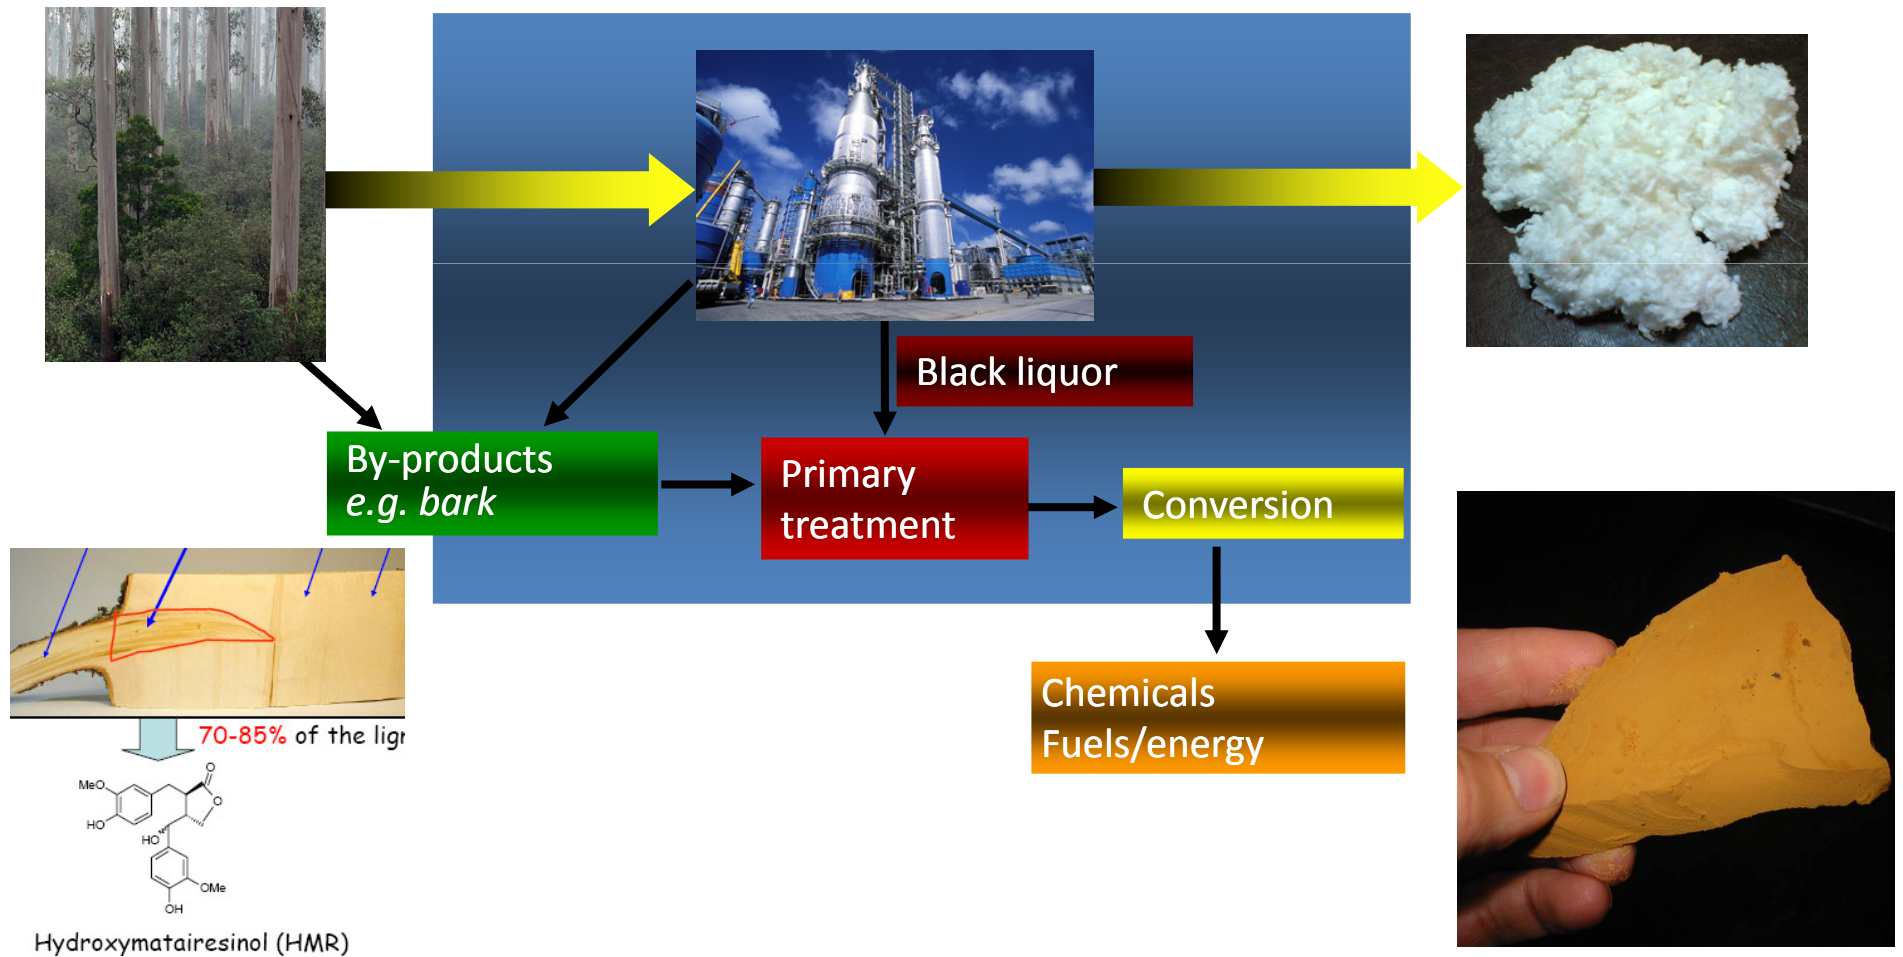 Black liquor
By-products
e.g. bark
Primary
treatment
Conversion
Chemicals
Fuels/energy
70-85% of the
MeO
O
O
HO
HO
OMe
OH
Hydroxymatairesinol (HMR)